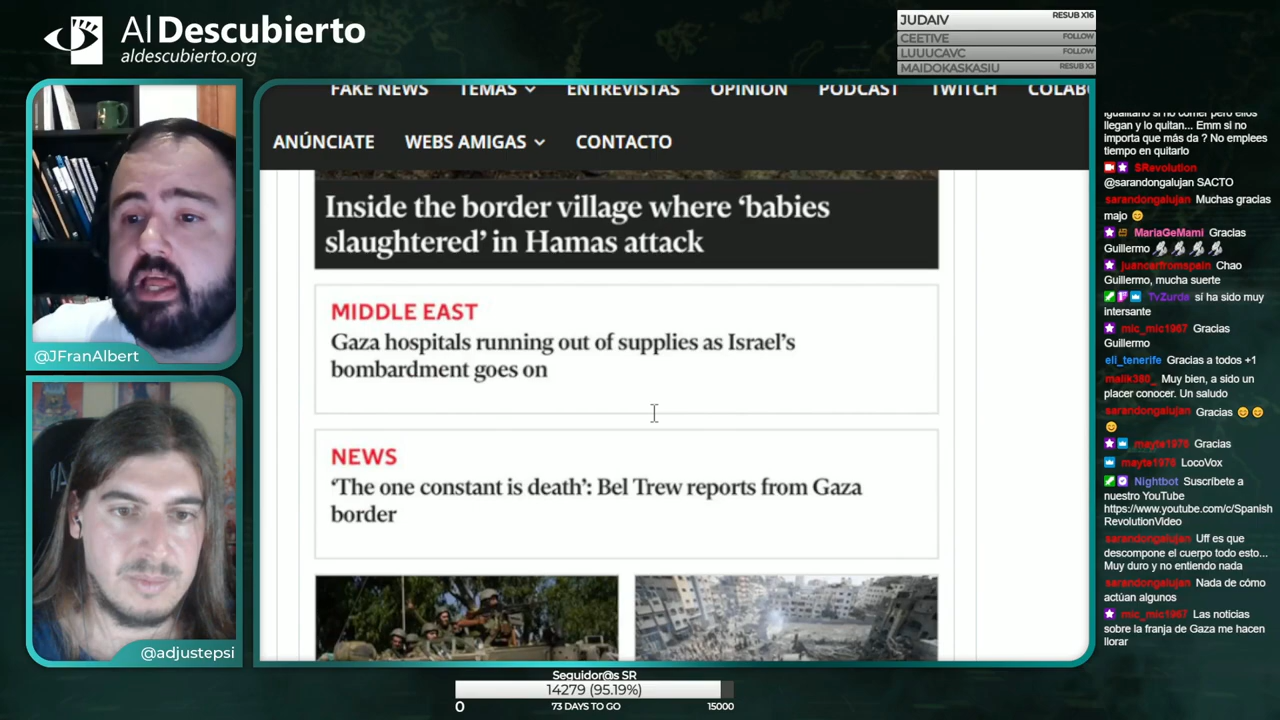 Al Descubierto
aldescubierto.org
JUDAIV RESUB X16
CEETIVE FOLLOW
LUUUCAVC FOLLOW
MAIDOKASKASIU RESUB X3
FAKE NEWS TEMAS ENTREVISTAS OPINIÓN PODCAST TWITCH COLAB
ANÚNCIATE WEBS AMIGAS CONTACTO
Inside the border village where ‘babies
slaughtered’ in Hamas attack
MIDDLE EAST
Gaza hospitals running out of supplies as Israel’s
bombardment goes on
NEWS
‘The one constant is death’: Bel Trew reports from Gaza
border
@JFranAlbert
@adjustepsi
igualitario si no comer pero ellos
llegan y lo quitan... Emm si no
importa que más da ? No emplees
tiempo en quitarlo
SRevolution
@sarandongalujan SACTO
sarandongalujan Muchas gracias
majo
MariaGeMami Gracias
Guillermo
juancarfromspain Chao
Guillermo, mucha suerte
TvZurda sí ha sido muy
intersante
mic_mic1967 Gracias
Guillermo
eli_tenerife Gracias a todos +1
malik380_ Muy bien, a sido un
placer conocer. Un saludo
sarandongalujan Gracias
mayte1976 Gracias
mayte1976 LocoVox
Nightbot Suscríbete a
nuestro YouTube
https://www.youtube.com/c/Spanish
RevolutionVideo
sarandongalujan Uff es que
descompone el cuerpo todo esto...
Muy duro y no entiendo nada
sarandongalujan Nada de cómo
actúan algunos
mic_mic1967 Las noticias
sobre la franja de Gaza me hacen
llorar
Seguidor@s SR
14279 (95.19%)
0 73 DAYS TO GO 15000